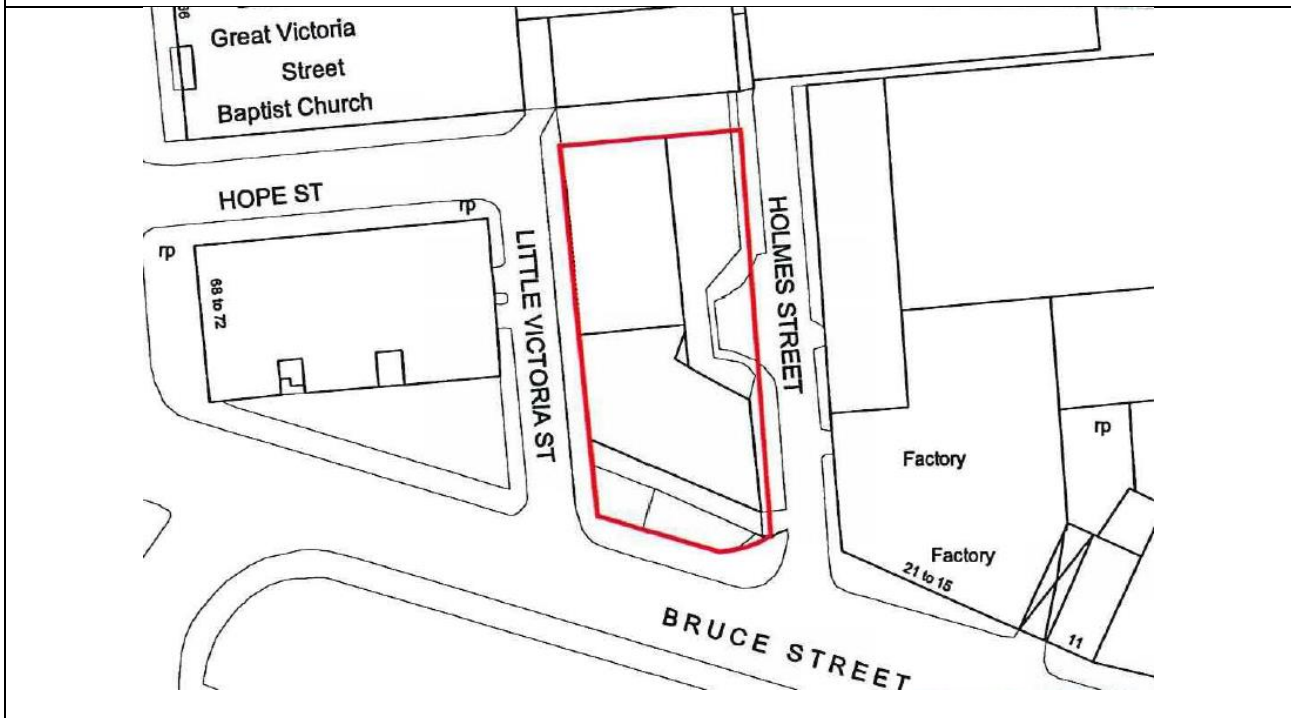 96
Great Victoria
Street
Baptist Church
HOPE ST
rp
rp
68 to 72
LITTLE VICTORIA ST
HOLMES STREET
rp
Factory
Factory
21 to 15
11
BRUCE STREET